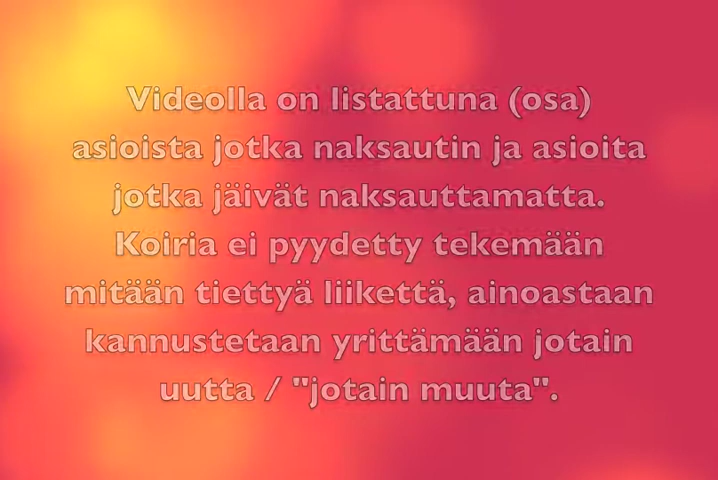 Videolla on listattuna (osa)
asioista jotka naksautin ja asioita
jotka jäivät naksauttamatta.
Koiria ei pyydetty tekemään
mitään tiettyä liikettä, ainoastaan
kannustetaan yrittämään jotain
uutta / "jotain muuta".